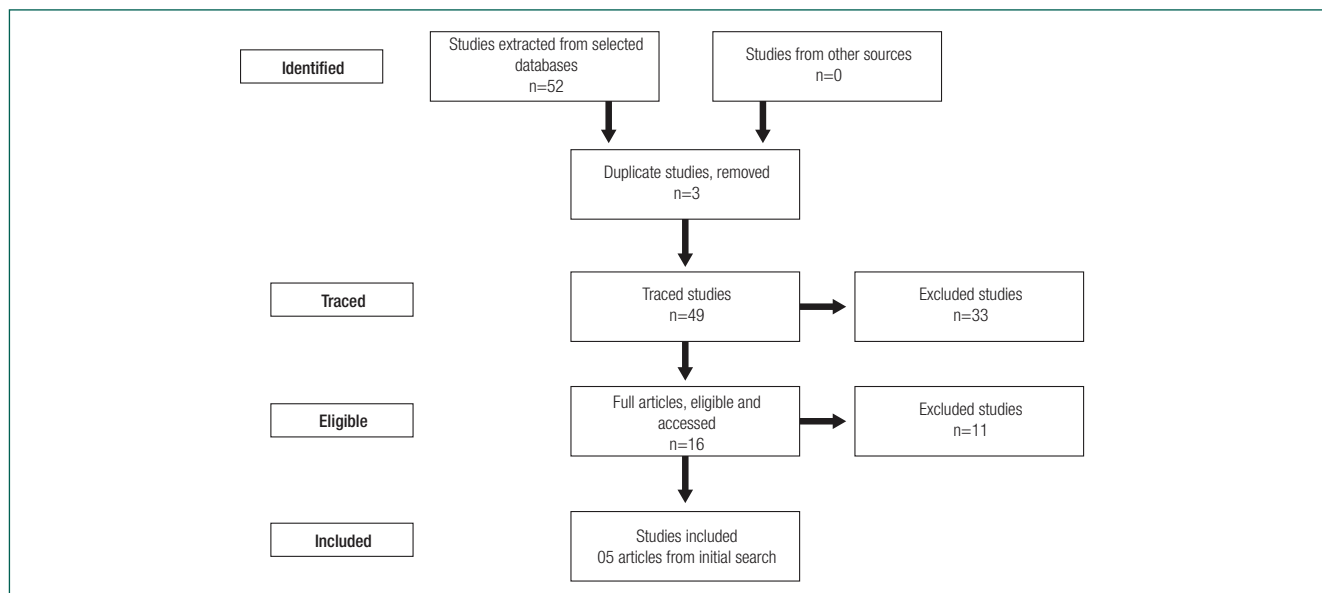 Identified
Studies extracted from selected
databases
n=52
Studies from other sources
n=0
Duplicate studies, removed
n=3
Traced
Traced studies
n=49
Excluded studies
n=33
Eligible
Full articles, eligible and
accessed
n=16
Excluded studies
n=11
Included
Studies included
05 articles from initial search